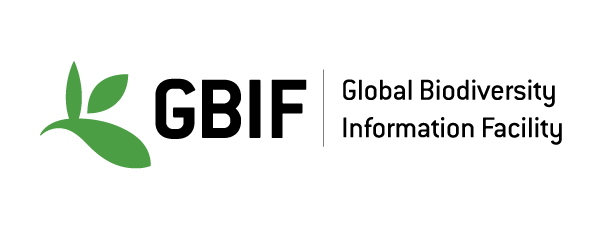 GBIF
Global Biodiversity
Information Facility